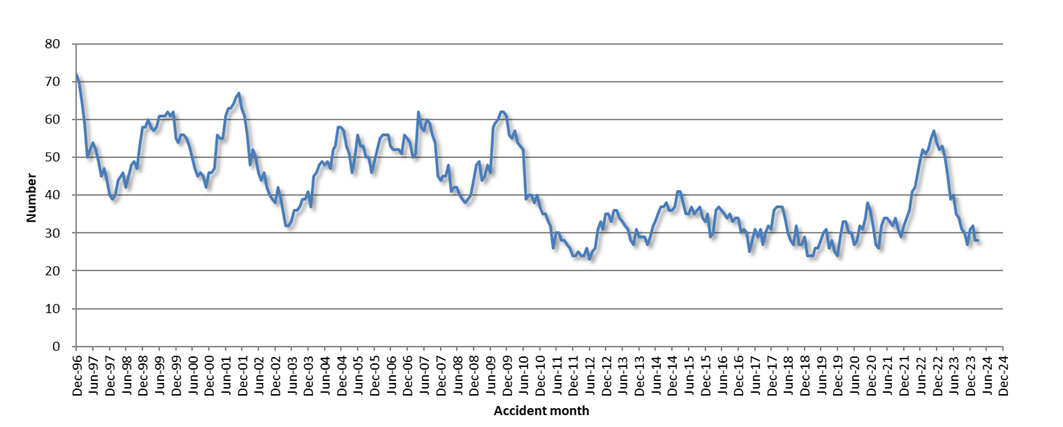 80
70
60
50
40
30
20
10
0
Number
Dec-96
Jun-97
Dec-97
Jun-98
Dec-98
Jun-99
Dec-99
Jun-00
Dec-00
Jun-01
Dec-01
Jun-02
Dec-02
Jun-03
Dec-03
Jun-04
Dec-04
Jun-05
Dec-05
Jun-06
Dec-06
Jun-07
Dec-07
Jun-08
Dec-08
Jun-09
Dec-09
Jun-10
Dec-10
Jun-11
Dec-11
Jun-12
Dec-12
Jun-13
Dec-13
Jun-14
Dec-14
Jun-15
Dec-15
Jun-16
Dec-16
Jun-17
Dec-17
Jun-18
Dec-18
Jun-19
Dec-19
Jun-20
Dec-20
Jun-21
Dec-21
Jun-22
Dec-22
Jun-23
Dec-23
Jun-24
Dec-24
Accident month